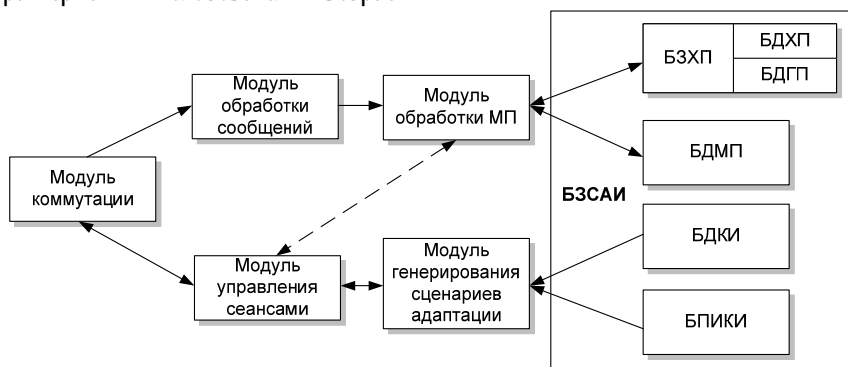 БЗХП
БДХП
БДГП
Модуль
обработки
сообщений
Модуль
обработки МП
БДМП
Модуль
коммутации
БЗСАИ
БДКИ
Модуль
управления
сеансами
Модуль
генерирования
сценариев
адаптации
БПИКИ